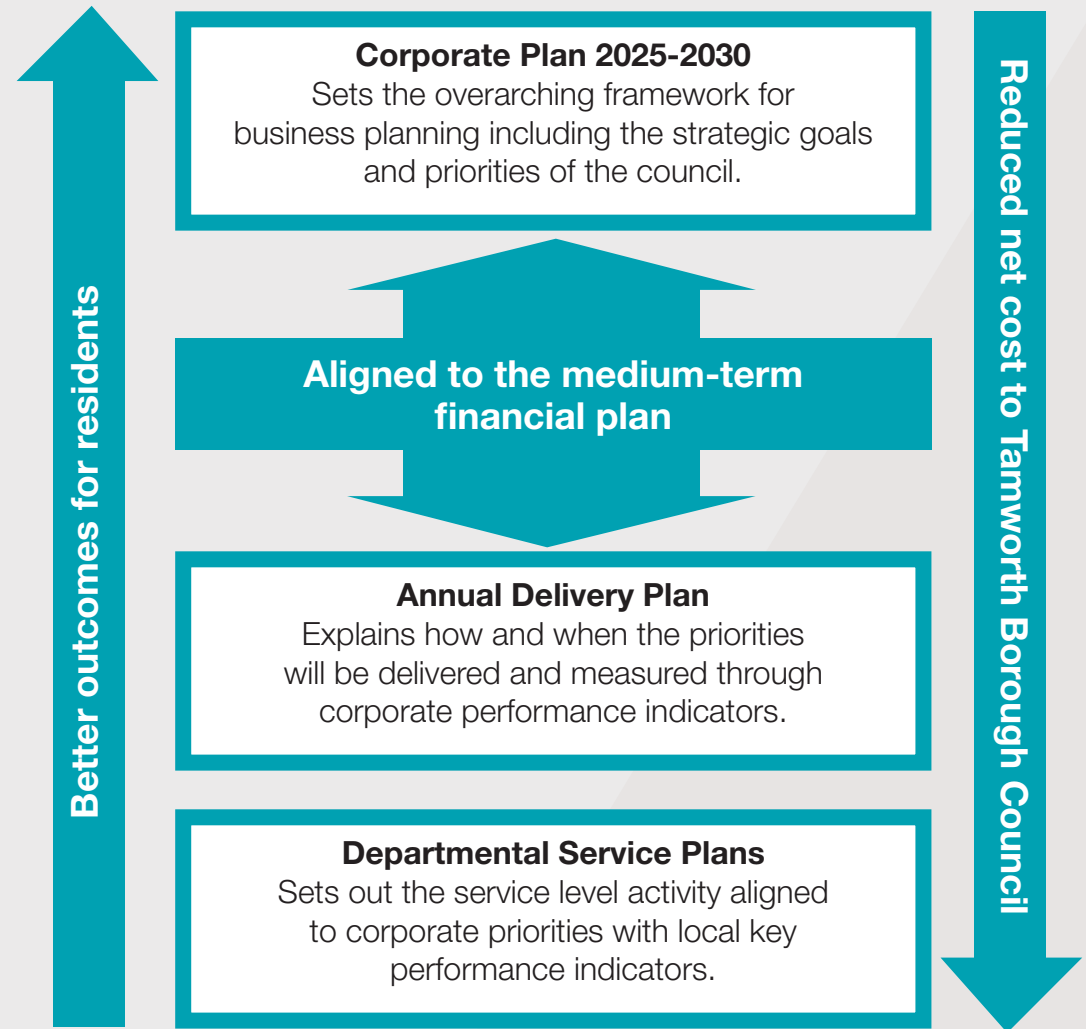 Corporate Plan 2025-2030
Sets the overarching framework for
business planning including the strategic goals
and priorities of the council.
Better outcomes for residents
Reduced net cost to Tamworth Borough Council
Aligned to the medium-term
financial plan
Annual Delivery Plan
Explains how and when the priorities
will be delivered and measured through
corporate performance indicators.
Departmental Service Plans
Sets out the service level activity aligned
to corporate priorities with local key
performance indicators.